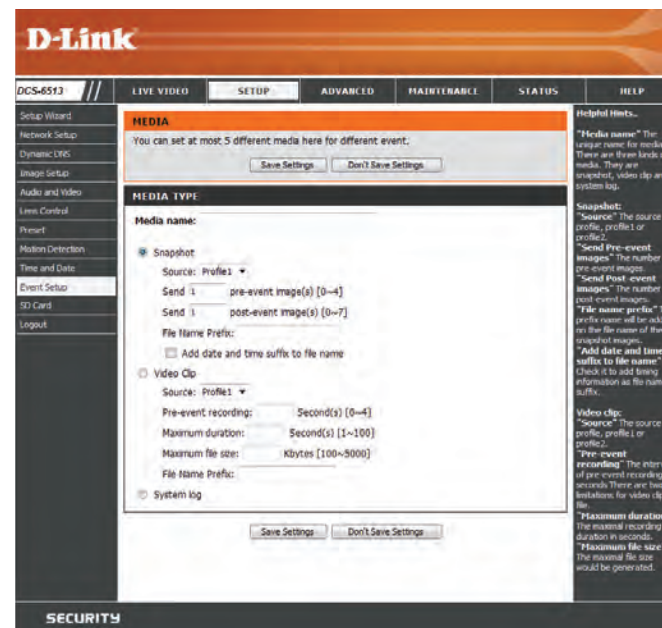 D-Link
DCS-6513 //
LIVE VIDEO
SETUP
ADVANCED
MAINTENANCE
STATUS
HELP
Setup Wizard
Network Setup
Dynamic DNS
Image Setup
Audio and Video
Lens Control
Preset
Motion Detection
Time and Date
Event Setup
SD Card
Logout
MEDIA
You can set at most 5 different media here for different event.
Save Settings
Don't Save Settings
MEDIA TYPE
Media name:
Snapshot
Source: Profile1
Send 1 pre-event image(s) [0~4]
Send 1 post-event image(s) [0~7]
File Name Prefix:
Add date and time suffix to file name
Video Clip
Source: Profile1
Pre-event recording: Second(s) [0~4]
Maximum duration: Second(s) [1~100]
Maximum file size: Kbytes [100~5000]
File Name Prefix:
System log
Save Settings
Don't Save Settings
Helpful Hints..
"Media name" The
unique name for media
There are three kinds
media. They are
snapshot, video clip an
system log.
Snapshot:
"Source" The source
profile, profile1 or
profile2.
"Send Pre-event
images" The number
pre-event images.
"Send Post-event
images" The number
post-event images.
"File name prefix"
prefix name will be add
on the file name of the
snapshot images.
"Add date and time
suffix to file name"
Check it to add timing
information as file nam
suffix.
Video clip:
"Source" The source
profile, profile1 or
profile2.
"Pre-event
recording" The inter
of pre-event recording
seconds There are two
limitations for video clip
file.
"Maximum duratio
The maximal recording
duration in seconds.
"Maximum file size
The maximal file size
would be generated.
SECURITY